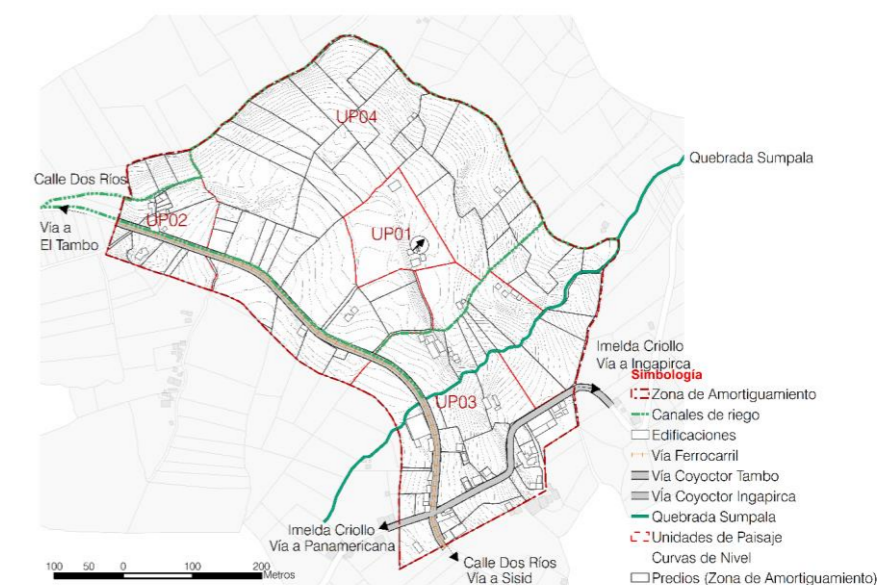 UP04
Quebrada Sumpala
Calle Dos Ríos
UP02
Vía a
El Tambo
UP01
Imelda Criollo
Vía a Ingapirca
Simbología
Zona de Amortiguamiento
Canales de riego
Edificaciones
Vía Ferrocarril
Vía Coyoctor Tambo
Vía Coyoctor Ingapirca
Quebrada Sumpala
Unidades de Paisaje
Curvas de Nivel
Predios (Zona de Amortiguamiento)
UP03
Imelda Criollo
Vía a Panamericana
Calle Dos Ríos
Vía a Sisid
100 50 0 100 200
Metros